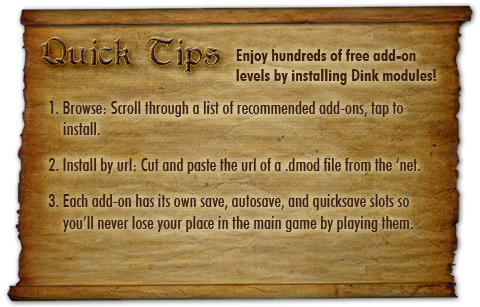 Quick Tips
Enjoy hundreds of free add-on
levels by installing Dink modules!
1. Browse: Scroll through a list of recommended add-ons, tap to
install.
2. Install by url: Cut and paste the url of a .dmod file from the ‘net.
3. Each add-on has its own save, autosave, and quicksave slots so
you’ll never lose your place in the main game by playing them.